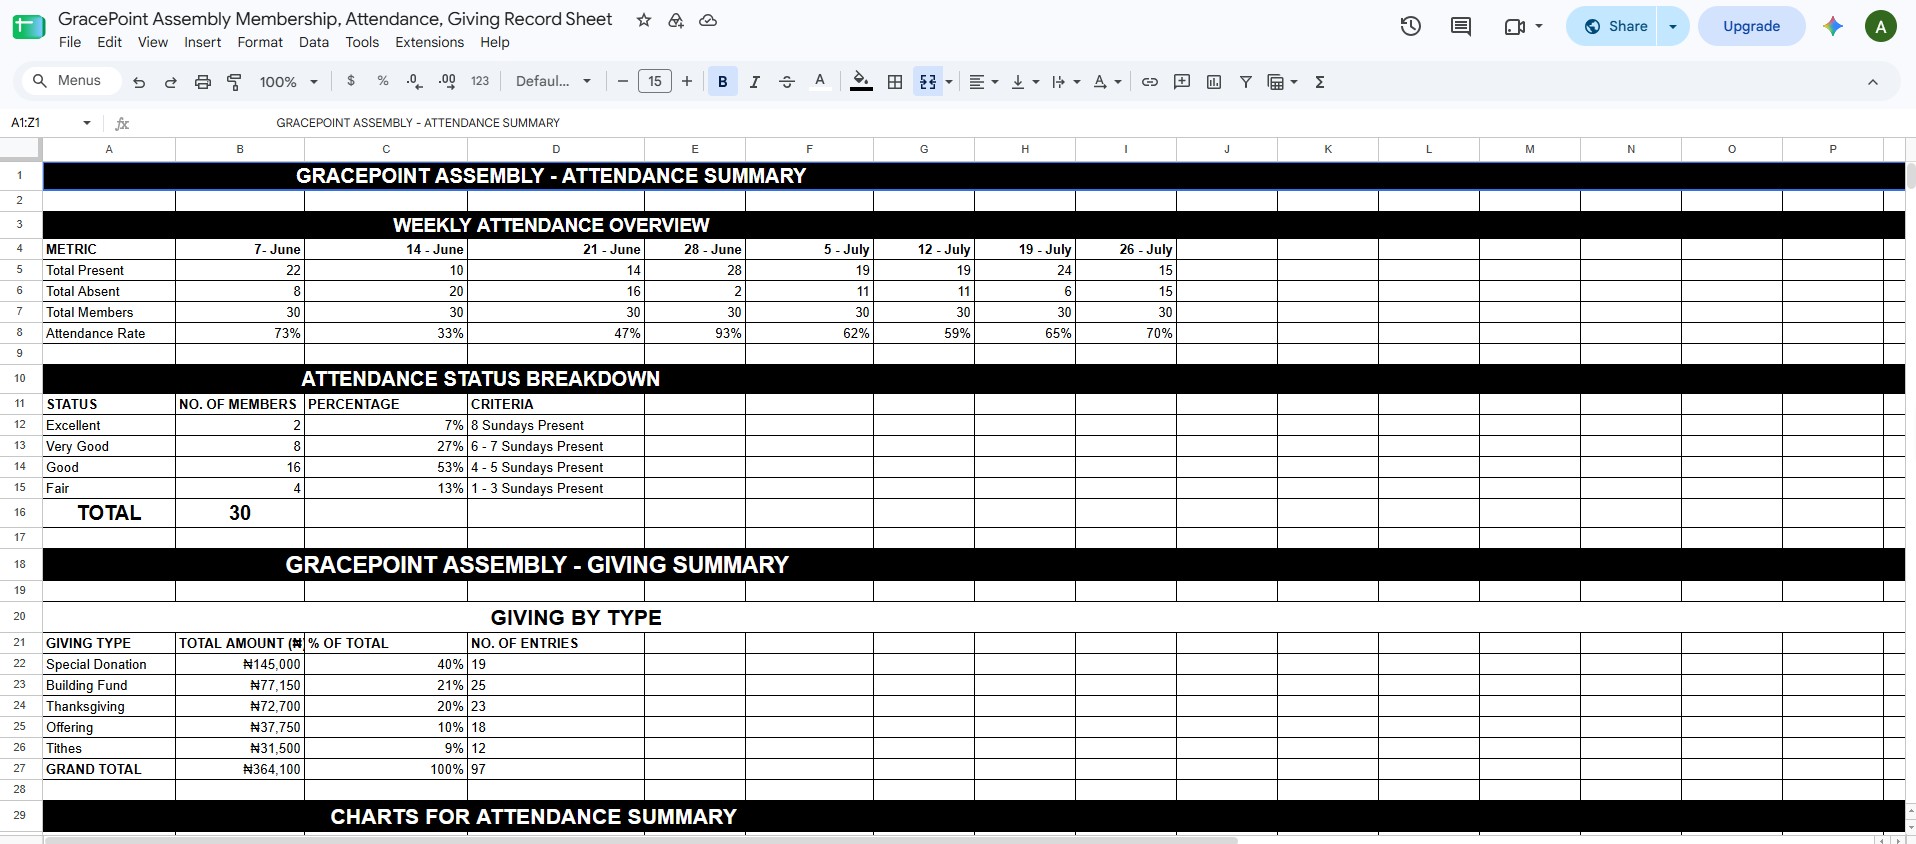 GracePoint Assembly Membership, Attendance, Giving Record Sheet
File Edit View Insert Format Data Tools Extensions Help
Share Upgrade A
Menus 100% $ % .0 .00 123 Defaul... − 15 + B I A Σ
A1:Z1 fx GRACEPOINT ASSEMBLY - ATTENDANCE SUMMARY
A B C D E F G H I J K L M N O P
1 GRACEPOINT ASSEMBLY - ATTENDANCE SUMMARY
2
3 WEEKLY ATTENDANCE OVERVIEW
4 METRIC 7- June 14 - June 21 - June 28 - June 5 - July 12 - July 19 - July 26 - July
5 Total Present 22 10 14 28 19 19 24 15
6 Total Absent 8 20 16 2 11 11 6 15
7 Total Members 30 30 30 30 30 30 30 30
8 Attendance Rate 73% 33% 47% 93% 62% 59% 65% 70%
9
10 ATTENDANCE STATUS BREAKDOWN
11 STATUS NO. OF MEMBERS PERCENTAGE CRITERIA
12 Excellent 2 7% 8 Sundays Present
13 Very Good 8 27% 6 - 7 Sundays Present
14 Good 16 53% 4 - 5 Sundays Present
15 Fair 4 13% 1 - 3 Sundays Present
16 TOTAL 30
17
18 GRACEPOINT ASSEMBLY - GIVING SUMMARY
19
20 GIVING BY TYPE
21 GIVING TYPE TOTAL AMOUNT (₦ % OF TOTAL NO. OF ENTRIES
22 Special Donation ₦145,000 40% 19
23 Building Fund ₦77,150 21% 25
24 Thanksgiving ₦72,700 20% 23
25 Offering ₦37,750 10% 18
26 Tithes ₦31,500 9% 12
27 GRAND TOTAL ₦364,100 100% 97
28
29 CHARTS FOR ATTENDANCE SUMMARY